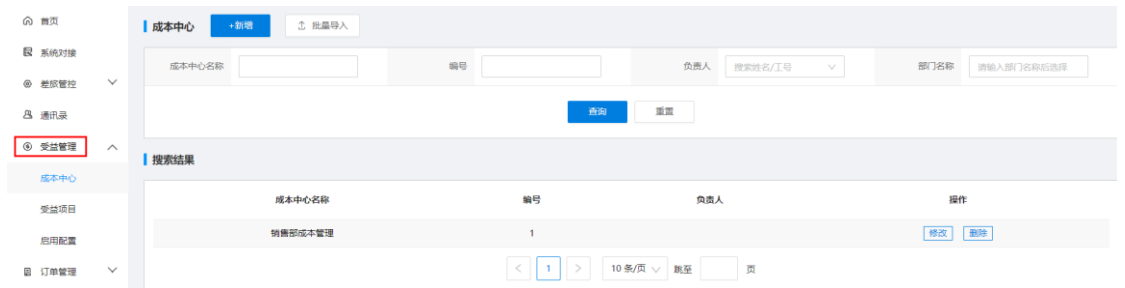 首页
系统对接
差旅管控
通讯录
受益管理
成本中心
受益项目
启用配置
订单管理
成本中心 +新增 批量导入
成本中心名称 编号 负责人 搜索姓名/工号 部门名称 请输入部门名称后选择
查询 重置
搜索结果
成本中心名称 编号 负责人 操作
销售部成本管理 1 修改 删除
< 1 > 10 条/页 跳至 页